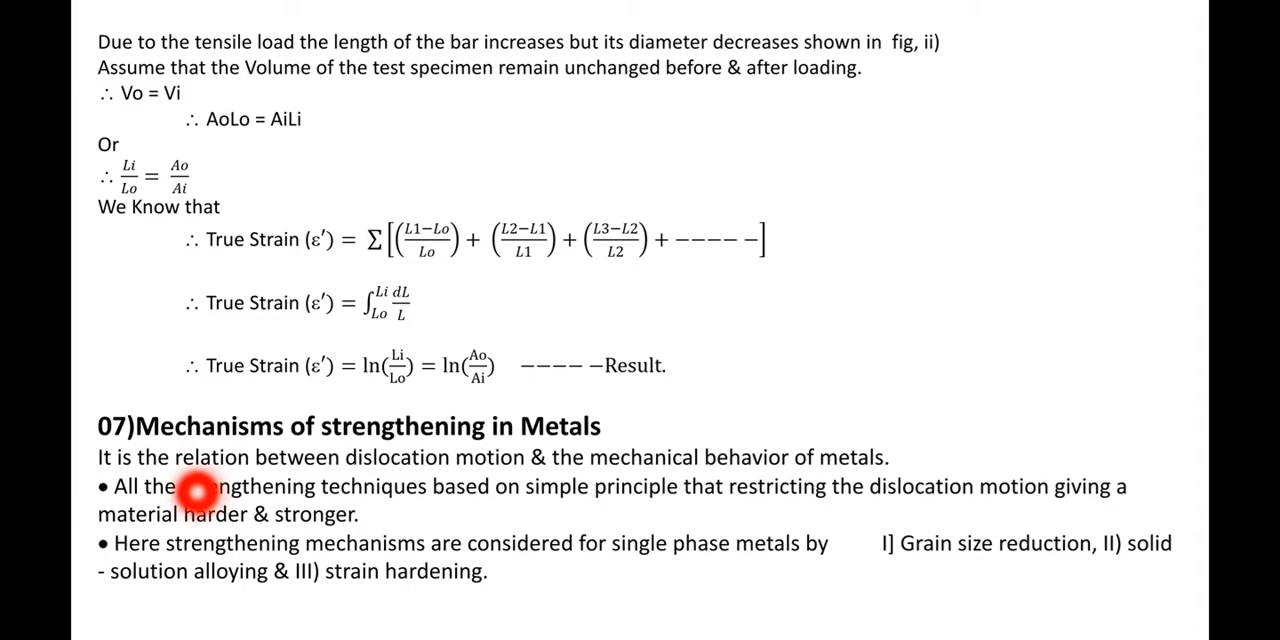 Due to the tensile load the length of the bar increases but its diameter decreases shown in fig, ii)
Assume that the Volume of the test specimen remain unchanged before & after loading.
∴ Vo = Vi
∴ AoLo = AiLi
Or
∴ Li/Lo = Ao/Ai
We Know that
∴ True Strain (ε′) = Σ[(L1−Lo/Lo) + (L2−L1/L1) + (L3−L2/L2) + −−−− −]
∴ True Strain (ε′) = ∫_Lo^Li dL/L
∴ True Strain (ε′) = ln(Li/Lo) = ln(Ao/Ai) −−−− −Result.
07)Mechanisms of strengthening in Metals
It is the relation between dislocation motion & the mechanical behavior of metals.
• All the strengthening techniques based on simple principle that restricting the dislocation motion giving a
material harder & stronger.
• Here strengthening mechanisms are considered for single phase metals by I] Grain size reduction, II) solid
- solution alloying & III) strain hardening.